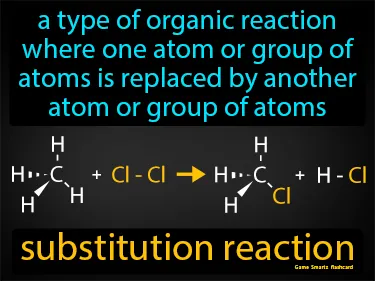 a type of organic reaction
where one atom or group of
atoms is replaced by another
atom or group of atoms
H H
H C + Cl - Cl → H C + H - Cl
H Cl
H H
substitution reaction
Game Smartz flashcard